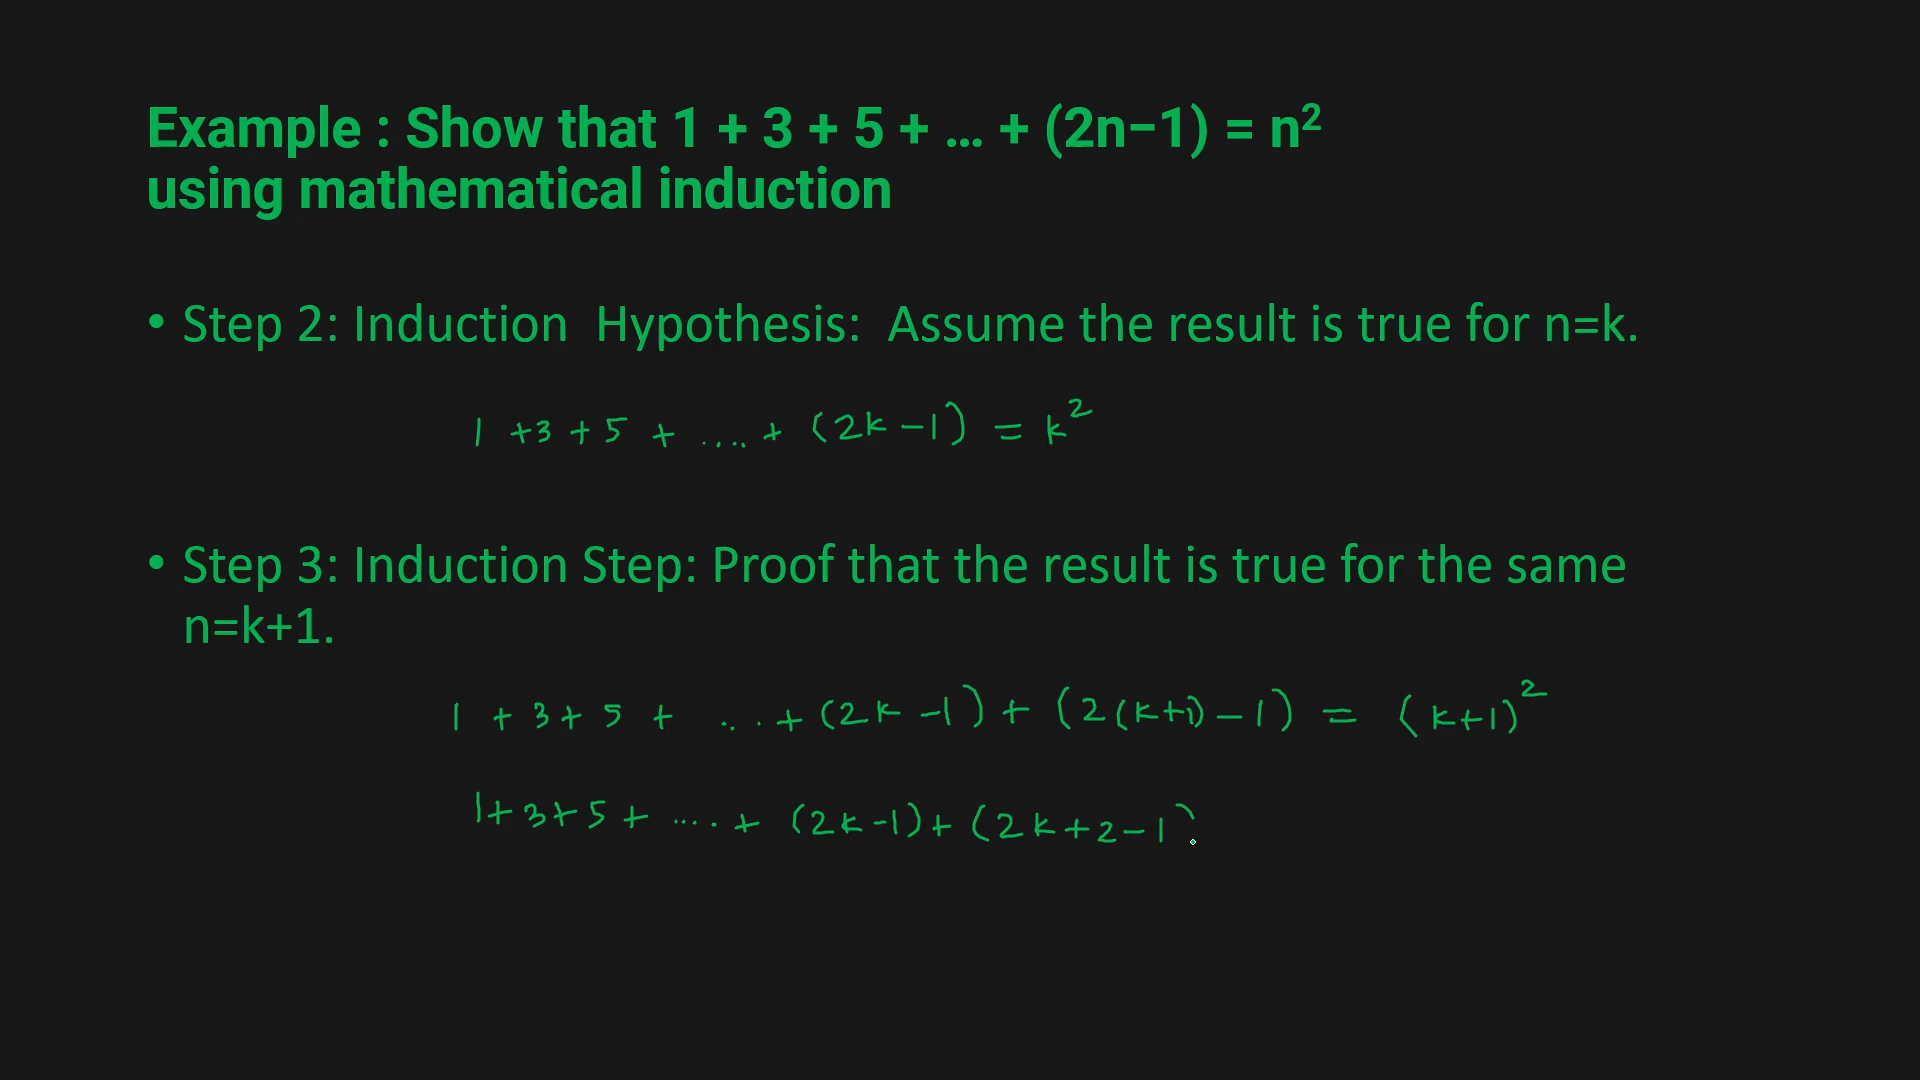 Example : Show that 1 + 3 + 5 + … + (2n−1) = n²
using mathematical induction
• Step 2: Induction Hypothesis: Assume the result is true for n=k.
1 + 3 + 5 + .... + (2k - 1) = k²
• Step 3: Induction Step: Proof that the result is true for the same
n=k+1.
1 + 3 + 5 + ... + (2k - 1) + (2(k+1) - 1) = (k+1)²
1 + 3 + 5 + .... + (2k - 1) + (2k + 2 - 1)